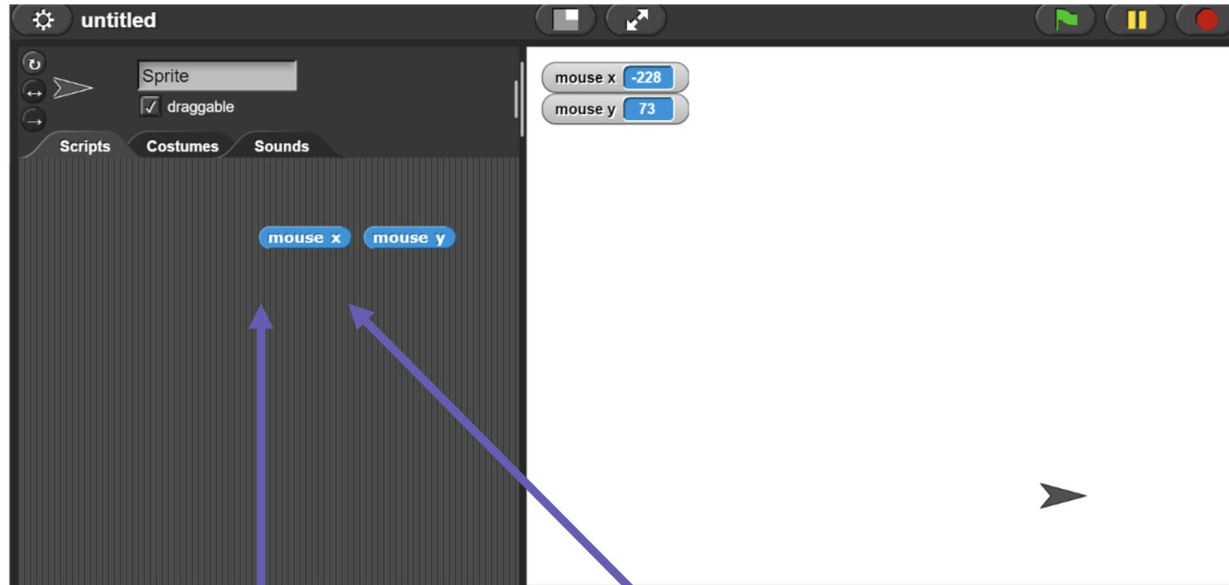 untitled
Sprite
draggable
Scripts Costumes Sounds
mouse x mouse y
mouse x -228
mouse y 73